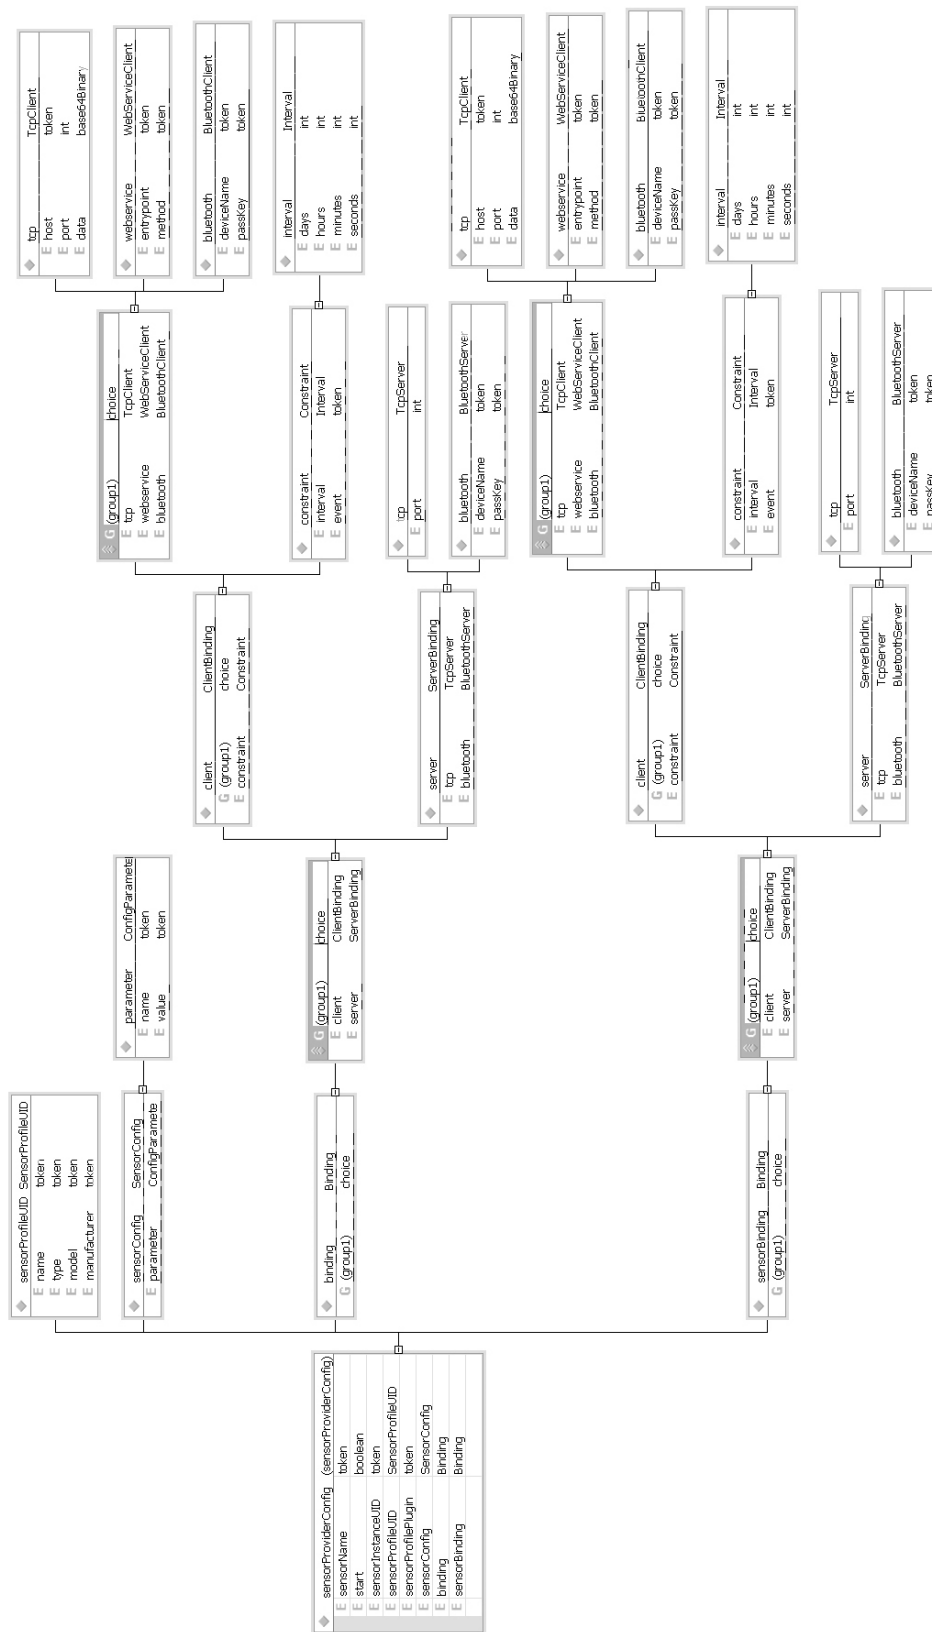 sensorProviderConfig (sensorProviderConfig)
E sensorName token
E start boolean
E sensorInstanceUID token
E sensorProfileUID SensorProfileUID
E sensorProfilePlugin token
E sensorConfig SensorConfig
E binding Binding
E sensorBinding Binding
sensorProfileUID SensorProfileUID
E name token
E type token
E model token
E manufacturer token
sensorConfig SensorConfig
E parameter ConfigParamete
parameter ConfigParamete
E name token
E value token
binding Binding
G (group1) choice
G (group1) choice
E client ClientBinding
E server ServerBinding
client ClientBinding
G (group1) choice
E constraint Constraint
G (group1) choice
E tcp TcpClient
E webservice WebServiceClient
E bluetooth BluetoothClient
tcp TcpClient
E host token
E port int
E data base64Binary
webservice WebServiceClient
E entrypoint token
E method token
bluetooth BluetoothClient
E deviceName token
E passKey token
constraint Constraint
E interval Interval
E event token
interval Interval
E days int
E hours int
E minutes int
E seconds int
server ServerBinding
E tcp TcpServer
E bluetooth BluetoothServer
tcp TcpServer
E port int
bluetooth BluetoothServer
E deviceName token
E passKey token
sensorBinding Binding
G (group1) choice
G (group1) choice
E client ClientBinding
E server ServerBinding
client ClientBinding
G (group1) choice
E constraint Constraint
G (group1) choice
E tcp TcpClient
E webservice WebServiceClient
E bluetooth BluetoothClient
tcp TcpClient
E host token
E port int
E data base64Binary
webservice WebServiceClient
E entrypoint token
E method token
bluetooth BluetoothClient
E deviceName token
E passKey token
constraint Constraint
E interval Interval
E event token
interval Interval
E days int
E hours int
E minutes int
E seconds int
server ServerBinding
E tcp TcpServer
E bluetooth BluetoothServer
tcp TcpServer
E port int
bluetooth BluetoothServer
E deviceName token
E passKey token